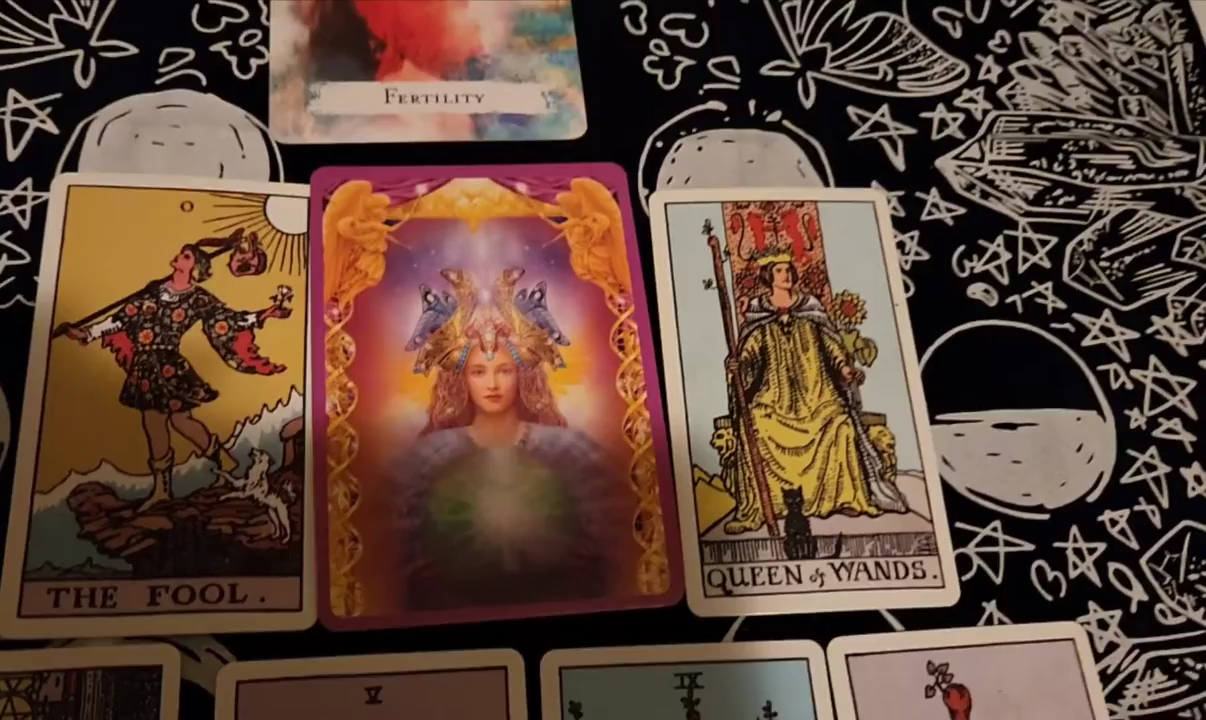 FERTILITY
0
THE FOOL.
QUEEN of WANDS.
V
IX